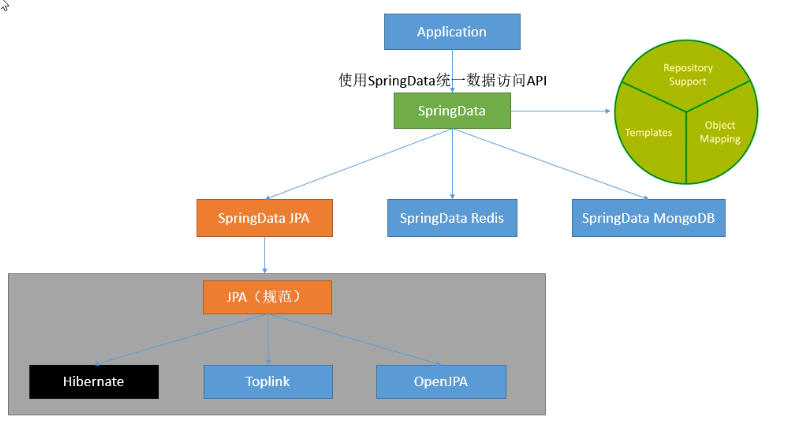 Application
使用SpringData统一数据访问API
SpringData
Repository
Support
Templates
Object
Mapping
SpringData JPA
SpringData Redis
SpringData MongoDB
JPA（规范）
Hibernate
Toplink
OpenJPA